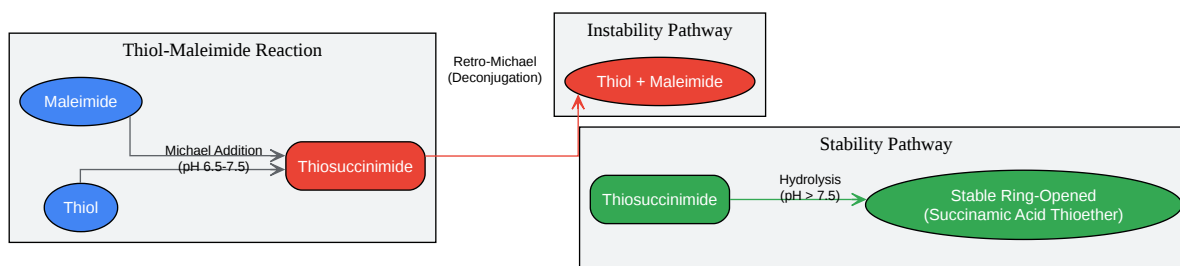 Thiol-Maleimide Reaction
Maleimide
Michael Addition
(pH 6.5-7.5)
Thiol
Thiosuccinimide
Retro-Michael
(Deconjugation)
Instability Pathway
Thiol + Maleimide
Stability Pathway
Thiosuccinimide
Hydrolysis
(pH > 7.5)
Stable Ring-Opened
(Succinamic Acid Thioether)